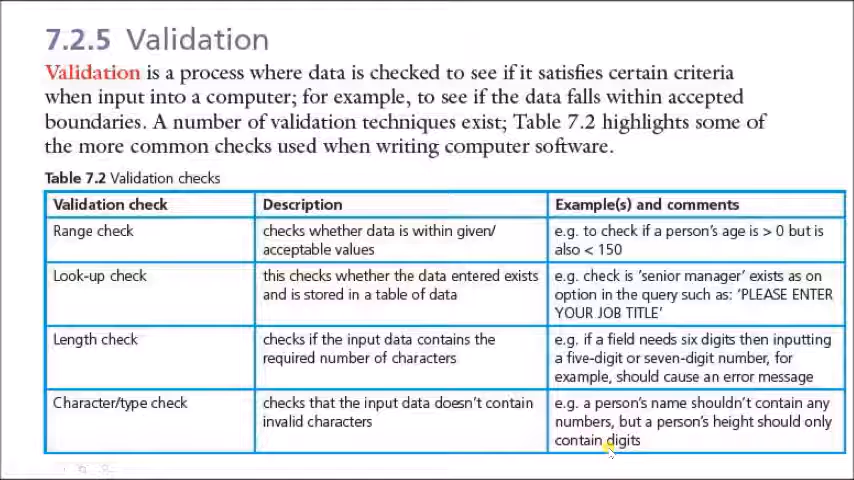 7.2.5 Validation
Validation is a process where data is checked to see if it satisfies certain criteria
when input into a computer; for example, to see if the data falls within accepted
boundaries. A number of validation techniques exist; Table 7.2 highlights some of
the more common checks used when writing computer software.
Table 7.2 Validation checks
Validation check Description Example(s) and comments
Range check checks whether data is within given/ e.g. to check if a person's age is > 0 but is
acceptable values also < 150
Look-up check this checks whether the data entered exists e.g. check is 'senior manager' exists as on
and is stored in a table of data option in the query such as: 'PLEASE ENTER
YOUR JOB TITLE'
Length check checks if the input data contains the e.g. if a field needs six digits then inputting
required number of characters a five-digit or seven-digit number, for
example, should cause an error message
Character/type check checks that the input data doesn't contain e.g. a person's name shouldn't contain any
invalid characters numbers, but a person's height should only
contain digits